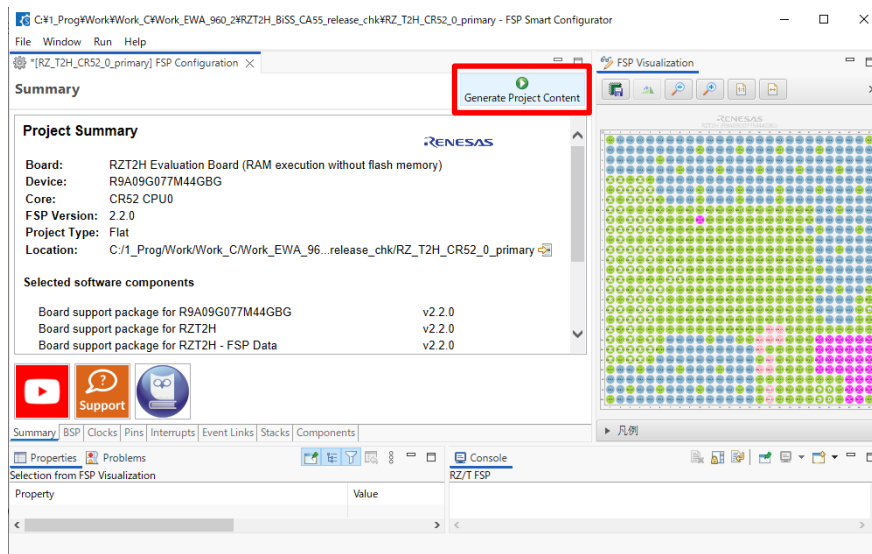 C:¥1_Prog¥Work¥Work_C¥Work_EWA_960_2¥RZT2H_BiSS_CA55_release_chk¥RZ_T2H_CR52_0_primary - FSP Smart Configurator
File Window Run Help
*[RZ_T2H_CR52_0_primary] FSP Configuration
FSP Visualization
Summary
Generate Project Content
Project Summary
RENESAS
Board: RZT2H Evaluation Board (RAM execution without flash memory)
Device: R9A09G077M44GBG
Core: CR52 CPU0
FSP Version: 2.2.0
Project Type: Flat
Location: C:/1_Prog/Work/Work_C/Work_EWA_96...release_chk/RZ_T2H_CR52_0_primary
Selected software components
Board support package for R9A09G077M44GBG v2.2.0
Board support package for RZT2H v2.2.0
Board support package for RZT2H - FSP Data v2.2.0
Support
RENESAS
Summary BSP Clocks Pins Interrupts Event Links Stacks Components
凡例
Properties Problems
Console
Selection from FSP Visualization
RZ/T FSP
Property Value